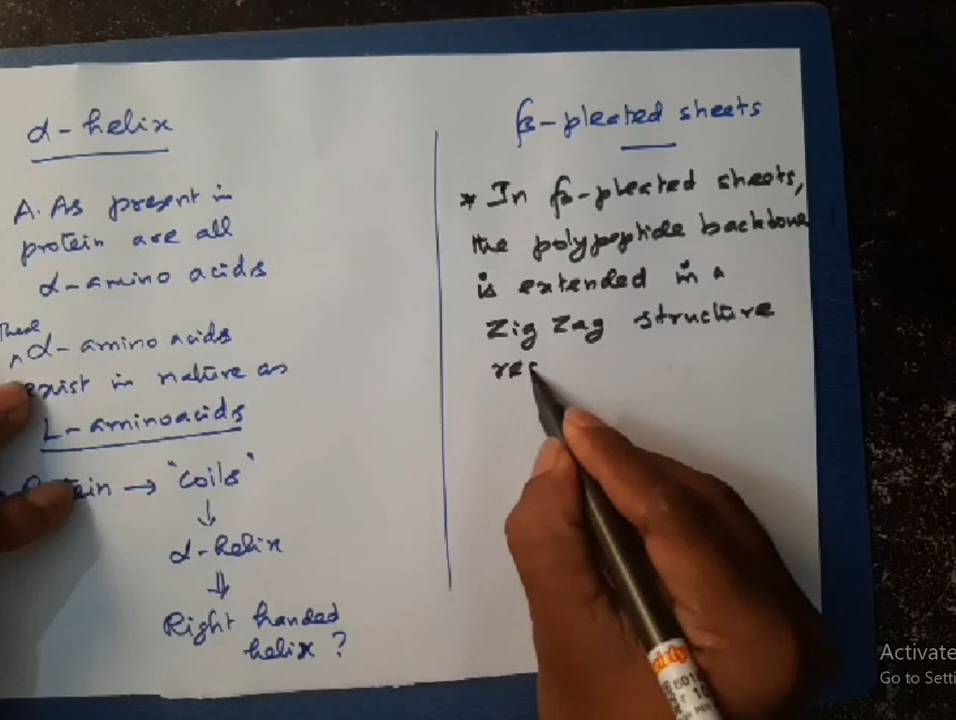 α-helix
A.As present in
protein are all
α-amino acids
These
α-amino acids
exist in nature as
L-aminoacids
→ "coils"
↓
α-helix
⇓
Right handed
helix ?
β-pleated sheets
* In β-pleated sheets,
the polypeptide backbone
is extended in a
Zig Zag structure
res
Activate
Go to Setti